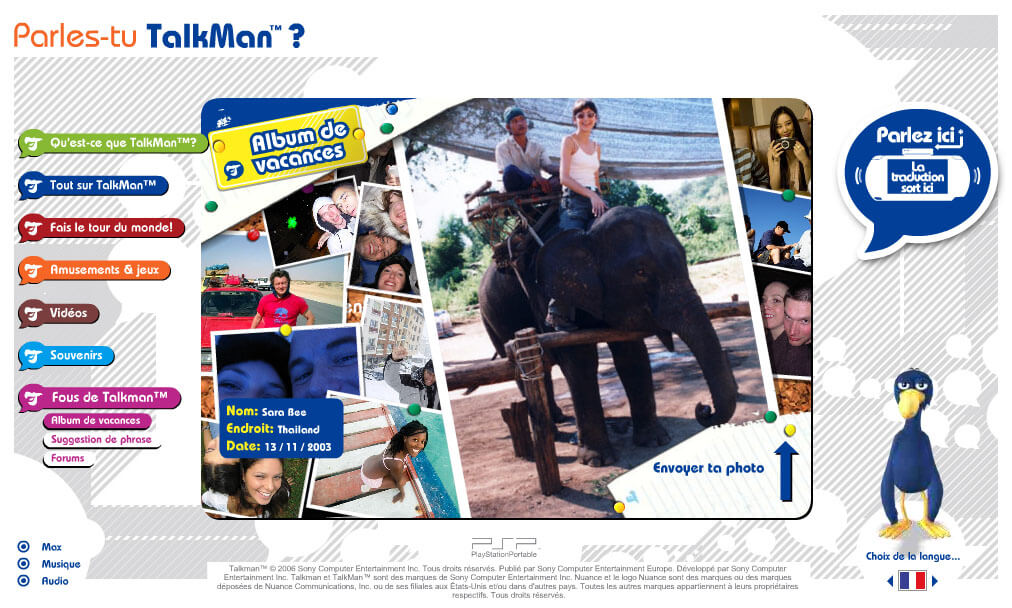 Parles-tu TalkMan™ ?
Qu'est-ce que TalkMan™?
Tout sur TalkMan™
Fais le tour du monde!
Amusements & jeux
Vidéos
Souvenirs
Fous de Talkman™
Album de vacances
Suggestion de phrase
Forums
Max
Musique
Audio
Album de
vacances
Nom: Sara Bee
Endroit: Thailand
Date: 13 / 11 / 2003
Envoyer ta photo
Parlez ici
La
traduction
sort ici
Choix de la langue...
PSP™
PlayStationPortable
Talkman™ © 2006 Sony Computer Entertainment Inc. Tous droits réservés. Publié par Sony Computer Entertainment Europe. Développé par Sony Computer
Entertainment Inc. Talkman et TalkMan™ sont des marques de Sony Computer Entertainment Inc. Nuance et le logo Nuance sont des marques ou des marques
déposées de Nuance Communications, Inc. ou de ses filiales aux États-Unis et/ou dans d'autres pays. Toutes les autres marques appartiennent à leurs propriétaires
respectifs. Tous droits réservés.